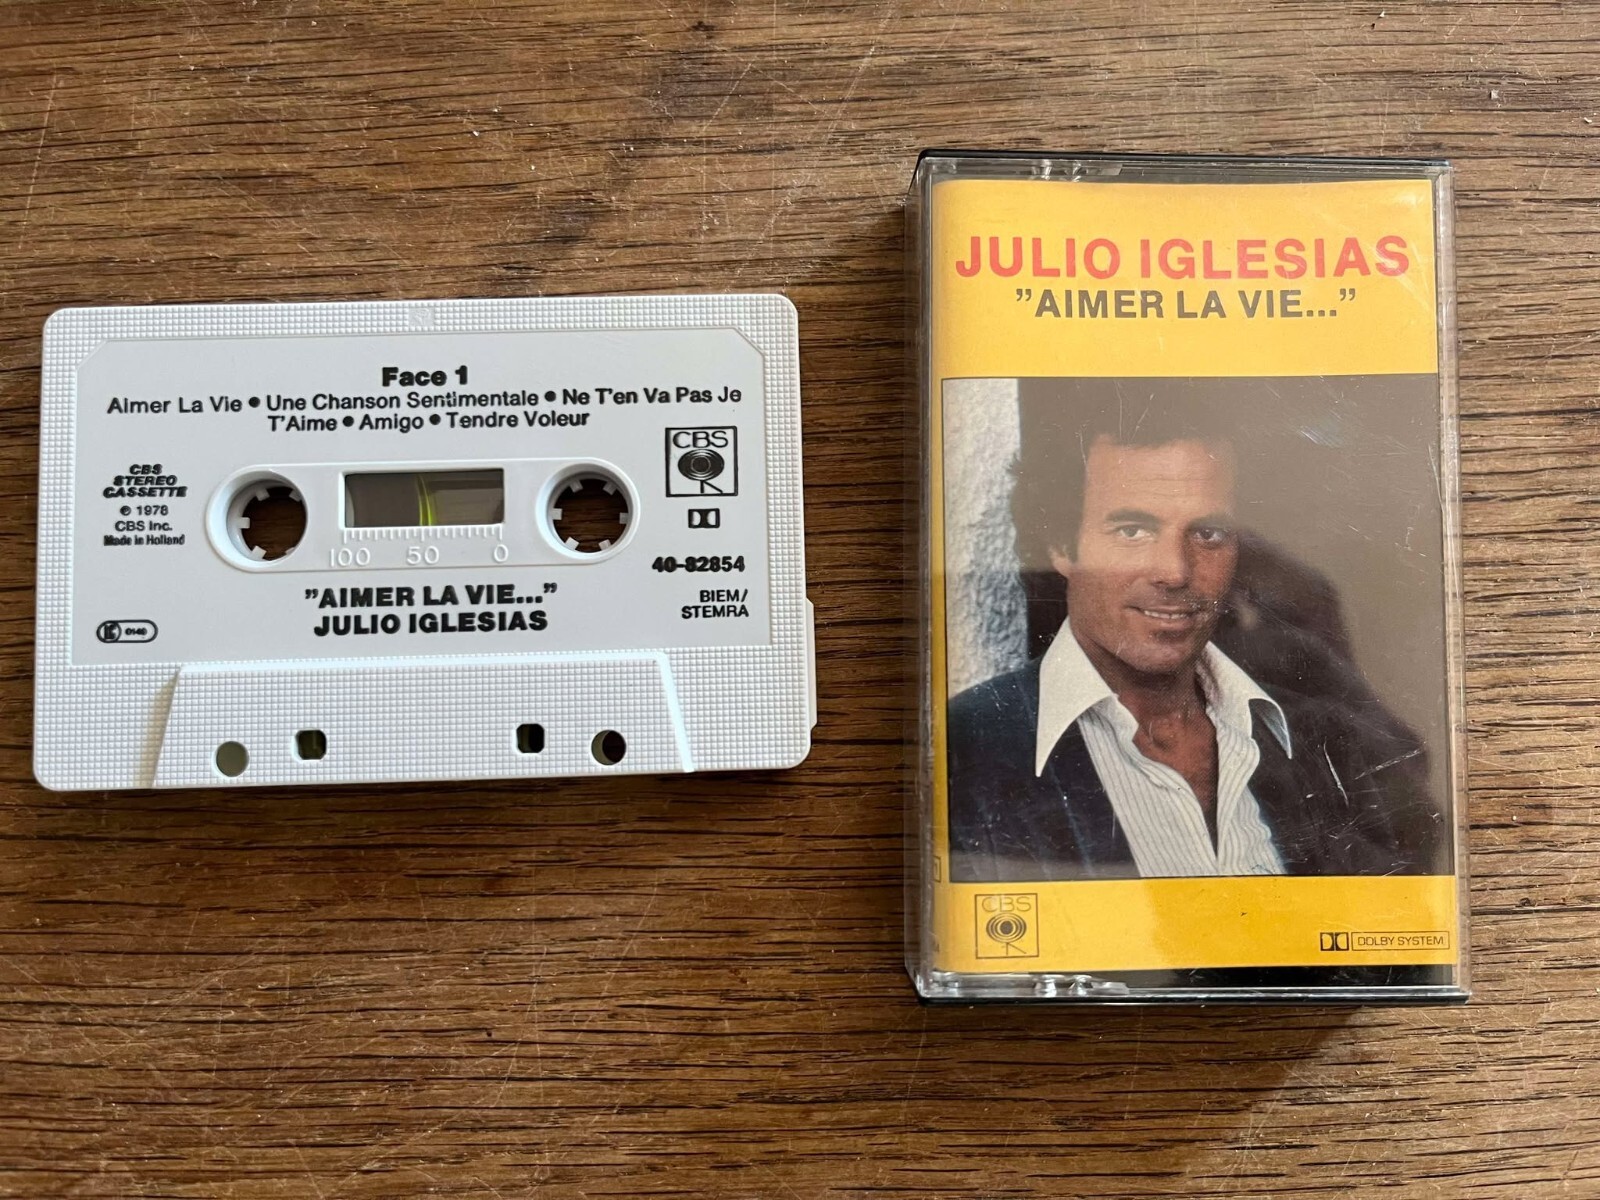 Face 1
Aimer La Vie • Une Chanson Sentimentale • Ne T'en Va Pas Je
T'Aime • Amigo • Tendre Voleur
CBS
STEREO
CASSETTE
℗ 1978
CBS Inc.
Made in Holland
CBS
100 50 0
40-82854
BIEM/
STEMRA
"AIMER LA VIE..."
JULIO IGLESIAS
JULIO IGLESIAS
"AIMER LA VIE..."
CBS
DOLBY SYSTEM